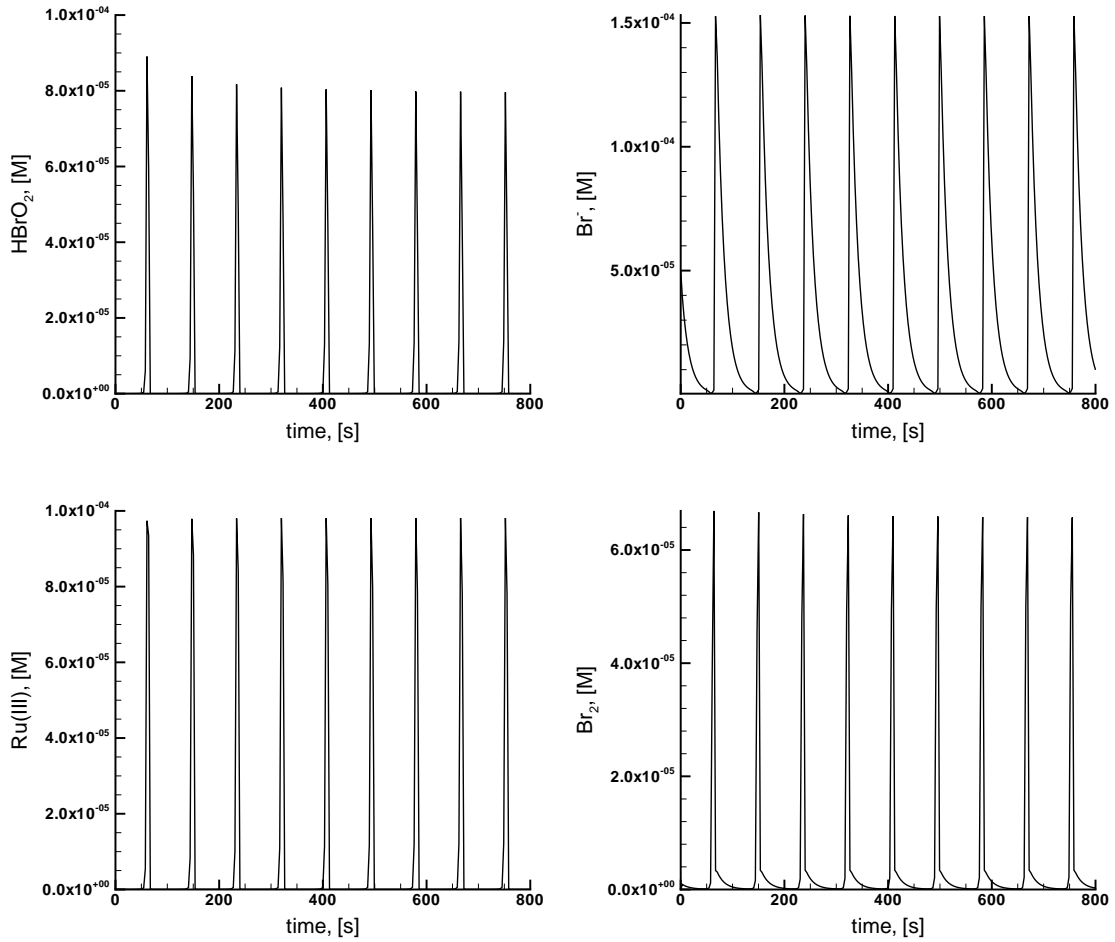 1.0x10⁻⁰⁴
8.0x10⁻⁰⁵
6.0x10⁻⁰⁵
4.0x10⁻⁰⁵
2.0x10⁻⁰⁵
0.0x10⁺⁰⁰
HBrO₂, [M]
0 200 400 600 800
time, [s]
1.5x10⁻⁰⁴
1.0x10⁻⁰⁴
5.0x10⁻⁰⁵
Br⁻, [M]
0 200 400 600 800
time, [s]
1.0x10⁻⁰⁴
8.0x10⁻⁰⁵
6.0x10⁻⁰⁵
4.0x10⁻⁰⁵
2.0x10⁻⁰⁵
0.0x10⁺⁰⁰
Ru(III), [M]
0 200 400 600 800
time, [s]
6.0x10⁻⁰⁵
4.0x10⁻⁰⁵
2.0x10⁻⁰⁵
0.0x10⁺⁰⁰
Br₂, [M]
0 200 400 600 800
time, [s]